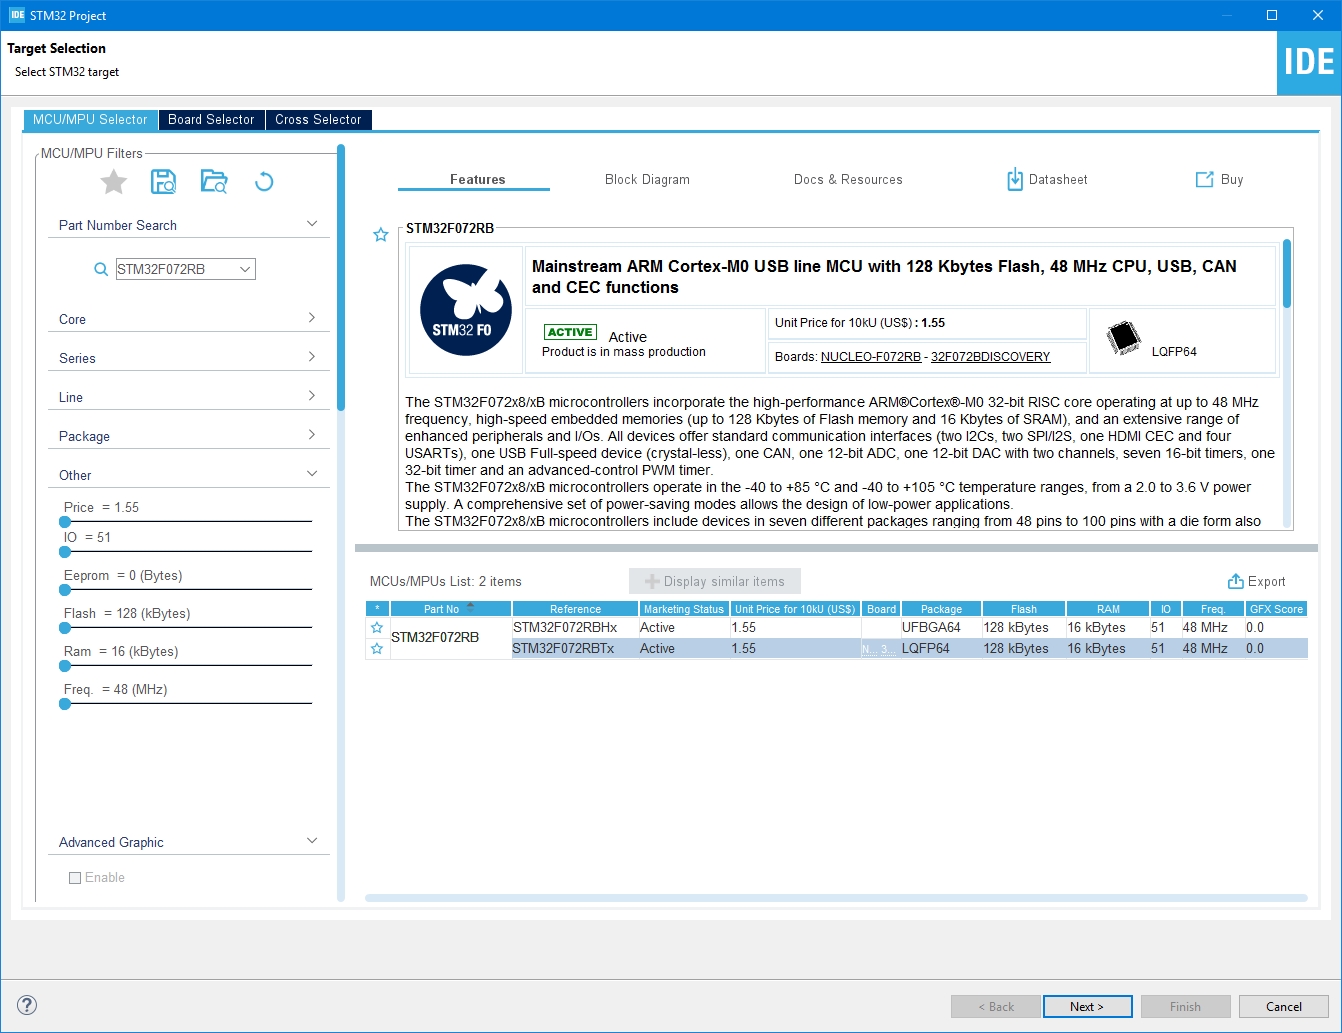 IDE STM32 Project
Target Selection
Select STM32 target
IDE
MCU/MPU Selector Board Selector Cross Selector
MCU/MPU Filters
Part Number Search
STM32F072RB
Core
Series
Line
Package
Other
Price = 1.55
IO = 51
Eeprom = 0 (Bytes)
Flash = 128 (kBytes)
Ram = 16 (kBytes)
Freq. = 48 (MHz)
Advanced Graphic
Enable
Features Block Diagram Docs & Resources Datasheet Buy
STM32F072RB
STM32 F0
Mainstream ARM Cortex-M0 USB line MCU with 128 Kbytes Flash, 48 MHz CPU, USB, CAN
and CEC functions
ACTIVE Active
Product is in mass production
Unit Price for 10kU (US$) : 1.55
Boards: NUCLEO-F072RB - 32F072BDISCOVERY
LQFP64
The STM32F072x8/xB microcontrollers incorporate the high-performance ARM®Cortex®-M0 32-bit RISC core operating at up to 48 MHz
frequency, high-speed embedded memories (up to 128 Kbytes of Flash memory and 16 Kbytes of SRAM), and an extensive range of
enhanced peripherals and I/Os. All devices offer standard communication interfaces (two I2Cs, two SPI/I2S, one HDMI CEC and four
USARTs), one USB Full-speed device (crystal-less), one CAN, one 12-bit ADC, one 12-bit DAC with two channels, seven 16-bit timers, one
32-bit timer and an advanced-control PWM timer.
The STM32F072x8/xB microcontrollers operate in the -40 to +85 °C and -40 to +105 °C temperature ranges, from a 2.0 to 3.6 V power
supply. A comprehensive set of power-saving modes allows the design of low-power applications.
The STM32F072x8/xB microcontrollers include devices in seven different packages ranging from 48 pins to 100 pins with a die form also
MCUs/MPUs List: 2 items Display similar items Export
* Part No Reference Marketing Status Unit Price for 10kU (US$) Board Package Flash RAM IO Freq. GFX Score
STM32F072RB STM32F072RBHx Active 1.55 UFBGA64 128 kBytes 16 kBytes 51 48 MHz 0.0
STM32F072RBTx Active 1.55 N... 3... LQFP64 128 kBytes 16 kBytes 51 48 MHz 0.0
? < Back Next > Finish Cancel